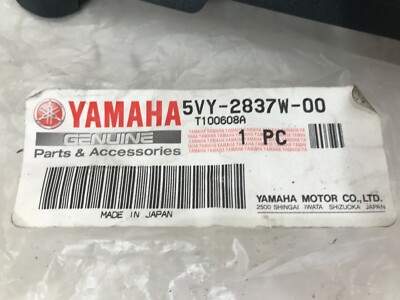 YAMAHA 5VY-2837W-00
T100608A
GENUINE
Parts & Accessories
1 PC
MADE IN JAPAN
YAMAHA MOTOR CO.,LTD.
2500 SHINGAI IWATA SHIZUOKA JAPAN